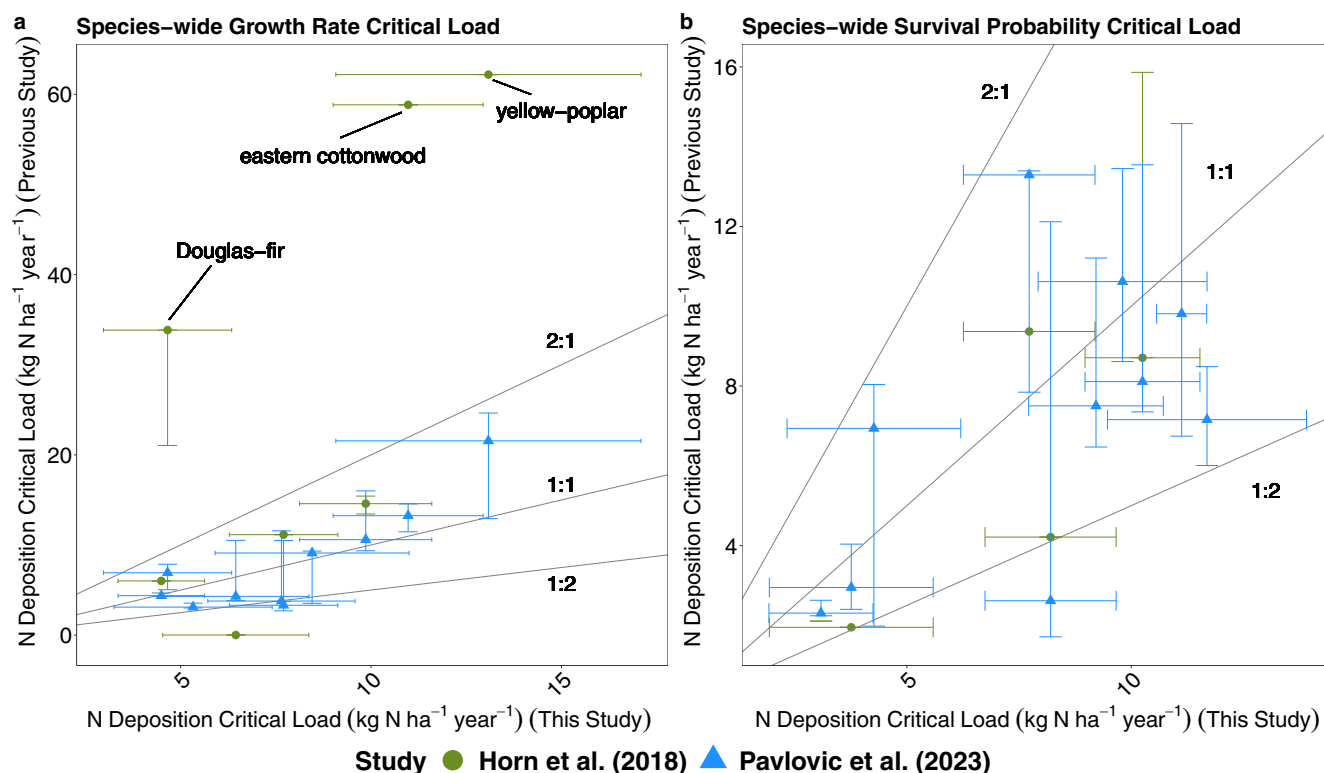 a
Species−wide Growth Rate Critical Load
N Deposition Critical Load (kg N ha⁻¹ year⁻¹) (Previous Study)
60
40
20
0
yellow−poplar
eastern cottonwood
Douglas−fir
2:1
1:1
1:2
5
10
15
N Deposition Critical Load (kg N ha⁻¹ year⁻¹) (This Study)
b
Species−wide Survival Probability Critical Load
N Deposition Critical Load (kg N ha⁻¹ year⁻¹) (Previous Study)
16
12
8
4
2:1
1:1
1:2
5
10
N Deposition Critical Load (kg N ha⁻¹ year⁻¹) (This Study)
Study Horn et al. (2018) Pavlovic et al. (2023)